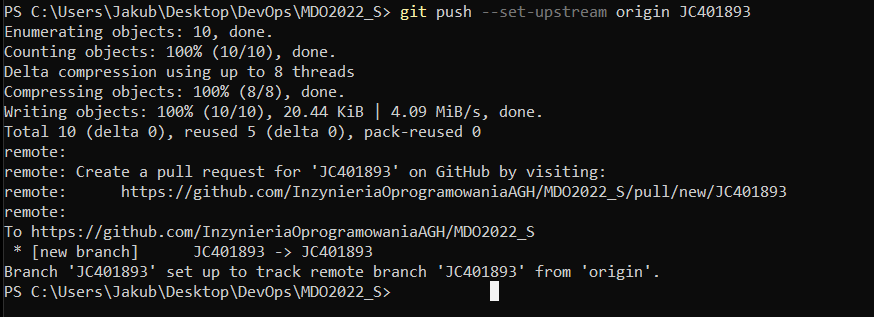 PS C:\Users\Jakub\Desktop\DevOps\MDO2022_S> git push --set-upstream origin JC401893
Enumerating objects: 10, done.
Counting objects: 100% (10/10), done.
Delta compression using up to 8 threads
Compressing objects: 100% (8/8), done.
Writing objects: 100% (10/10), 20.44 KiB | 4.09 MiB/s, done.
Total 10 (delta 0), reused 5 (delta 0), pack-reused 0
remote:
remote: Create a pull request for 'JC401893' on GitHub by visiting:
remote:      https://github.com/InzynieriaOprogramowaniaAGH/MDO2022_S/pull/new/JC401893
remote:
To https://github.com/InzynieriaOprogramowaniaAGH/MDO2022_S
 * [new branch]      JC401893 -> JC401893
Branch 'JC401893' set up to track remote branch 'JC401893' from 'origin'.
PS C:\Users\Jakub\Desktop\DevOps\MDO2022_S>